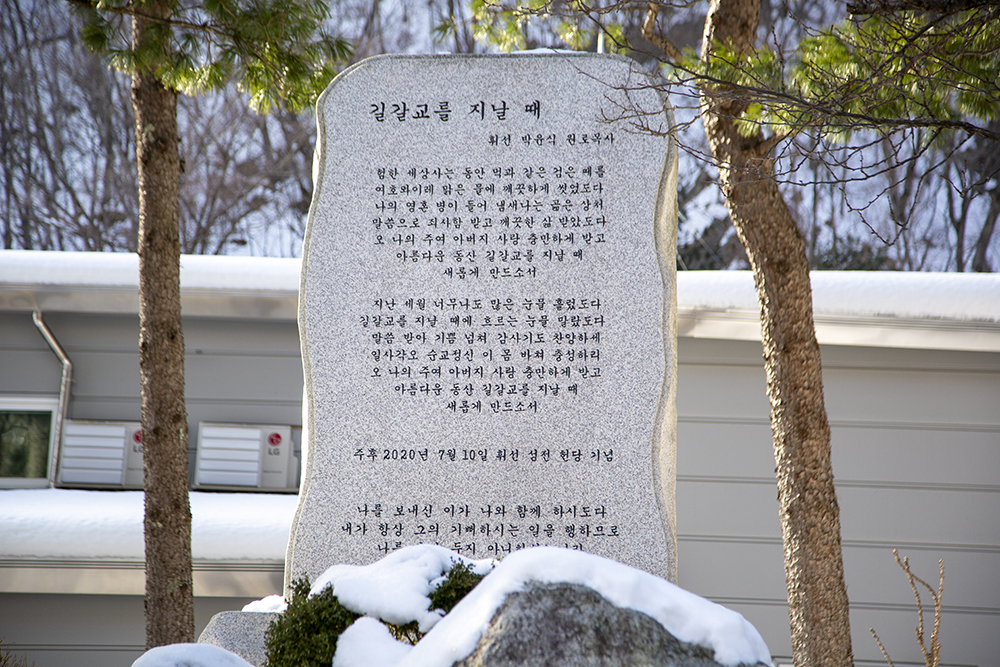 길갈교를 지날 때
휘선 박윤식 원로목사
험한 세상사는 동안 먹과 같은 검은 때를
여호와이레 맑은 물에 깨끗하게 씻었도다
나의 영혼 병이 들어 냄새나는 곪은 상처
말씀으로 죄사함 받고 깨끗한 삶 받았도다
오 나의 주여 아버지 사랑 충만하게 받고
아름다운 동산 길갈교를 지날 때
새롭게 만드소서
지난 세월 너무나도 많은 눈물 흘렸도다
길갈교를 지날 때에 흐르는 눈물 말랐도다
말씀 받아 기쁨 넘쳐 감사기도 찬양하세
일사각오 순교정신 이 몸 바쳐 충성하리
오 나의 주여 아버지 사랑 충만하게 받고
아름다운 동산 길갈교를 지날 때
새롭게 만드소서
주후 2020년 7월 10일 휘선 성전 헌당 기념
나를 보내신 이가 나와 함께 하시도다
내가 항상 그의 기뻐하시는 일을 행하므로
LG
LG